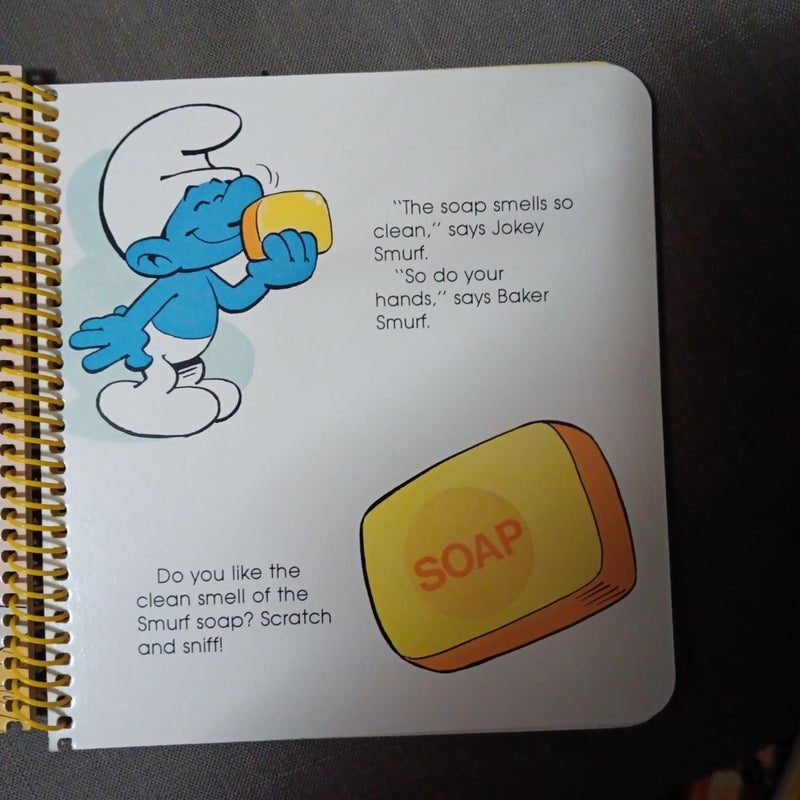 "The soap smells so
clean," says Jokey
Smurf.
"So do your
hands," says Baker
Smurf.
SOAP
Do you like the
clean smell of the
Smurf soap? Scratch
and sniff!